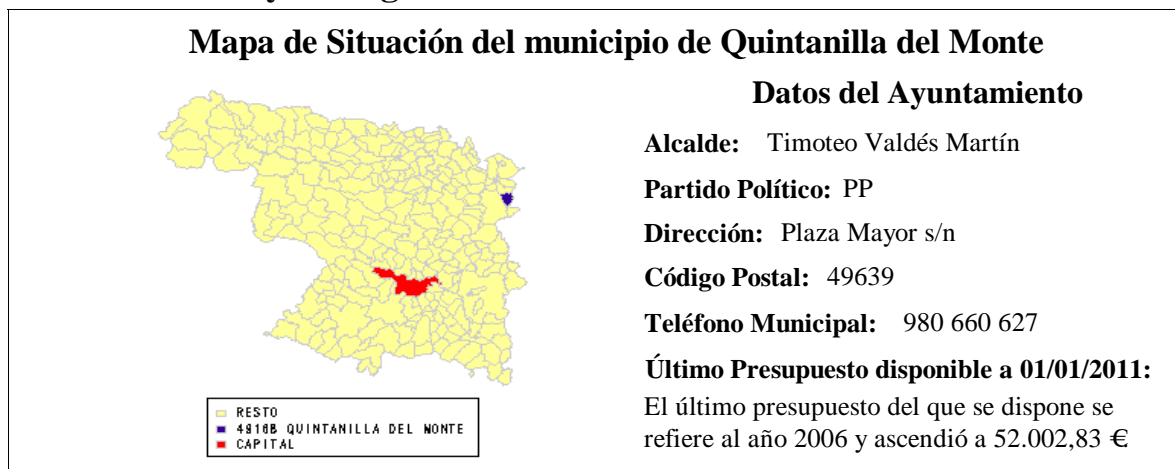 Mapa de Situación del municipio de Quintanilla del Monte
Datos del Ayuntamiento
Alcalde: Timoteo Valdés Martín
Partido Político: PP
Dirección: Plaza Mayor s/n
Código Postal: 49639
Teléfono Municipal: 980 660 627
Último Presupuesto disponible a 01/01/2011:
El último presupuesto del que se dispone se
refiere al año 2006 y ascendió a 52.002,83 €
RESTO
QUINTANILLA DEL MONTE
CAPITAL